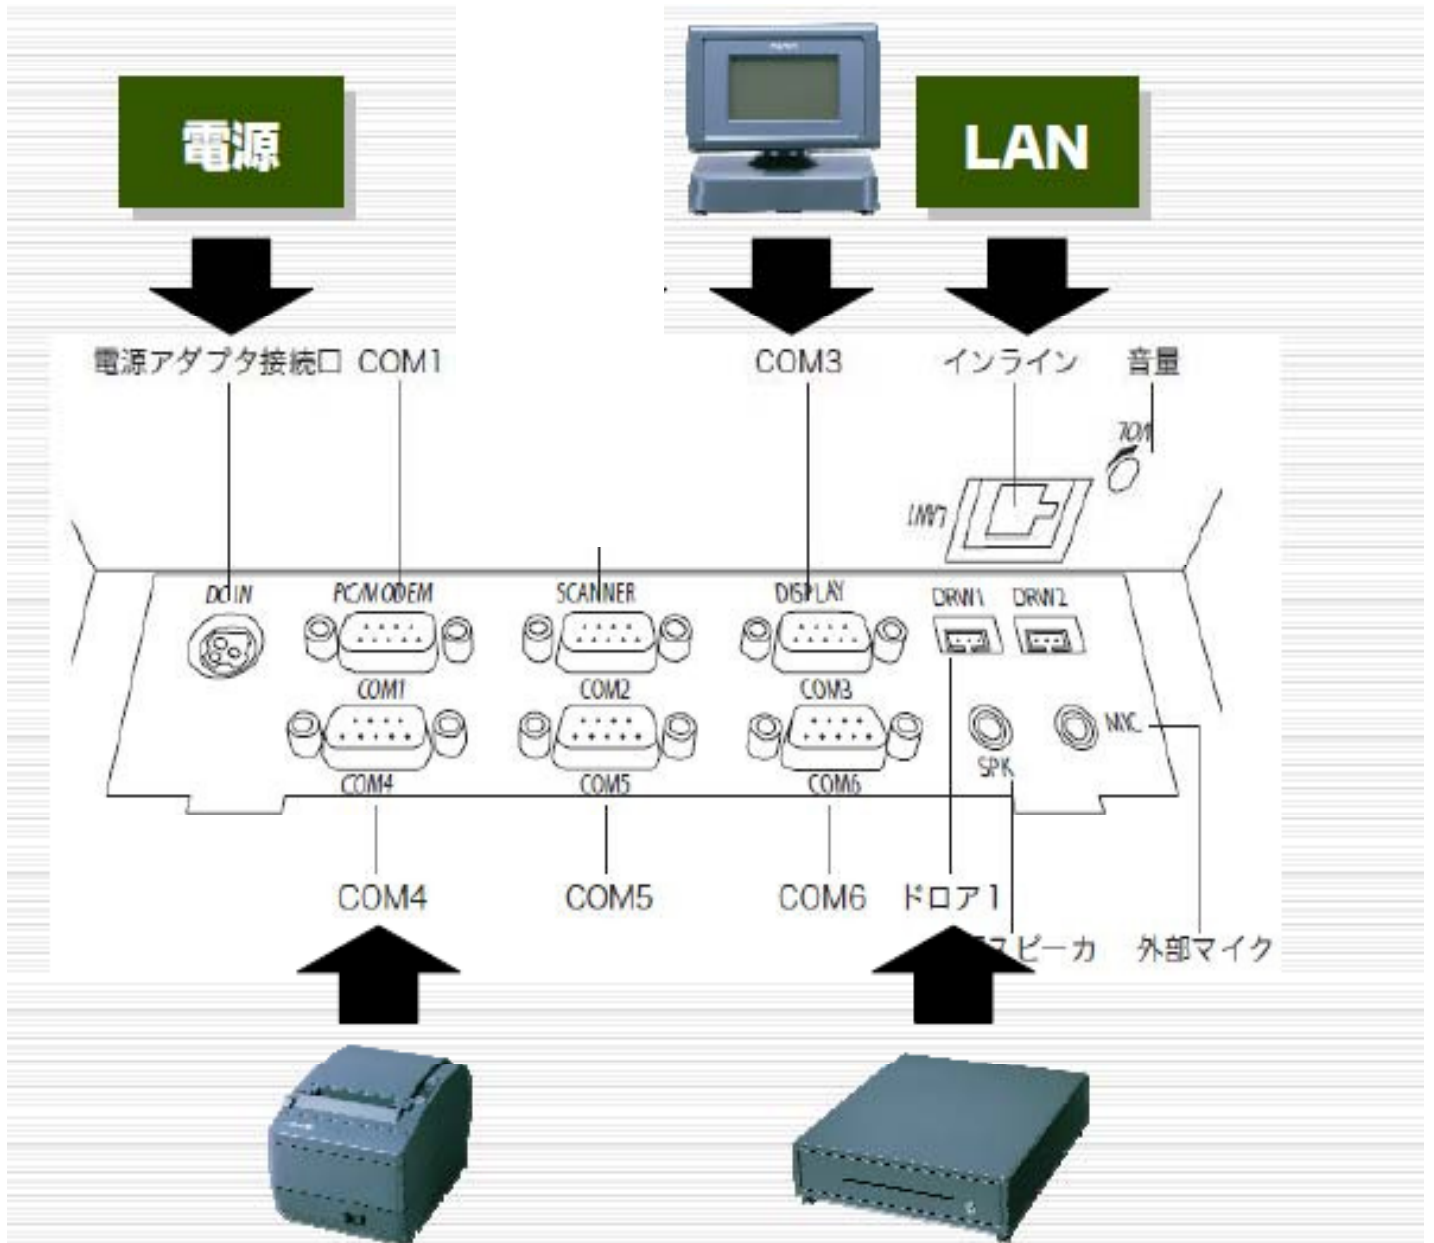 電源
LAN
電源アダプタ接続口 COM1 COM3 インライン 音量
VOL
LAN1
DC IN PC/MODEM SCANNER DISPLAY DRW1 DRW2
COM1 COM2 COM3
MIC
SPK
COM4 COM5 COM6
COM4 COM5 COM6 ドロア1
スピーカ 外部マイク